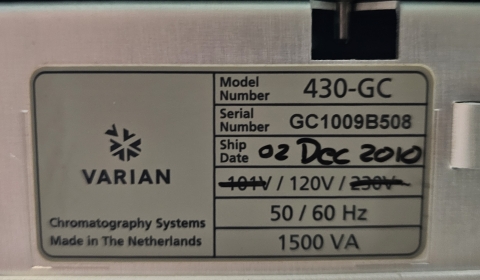 Model Number 430-GC
Serial Number GC1009B508
Ship Date 02 Dec 2010
VARIAN
101V / 120V / 230V
Chromatography Systems
50 / 60 Hz
Made in The Netherlands
1500 VA